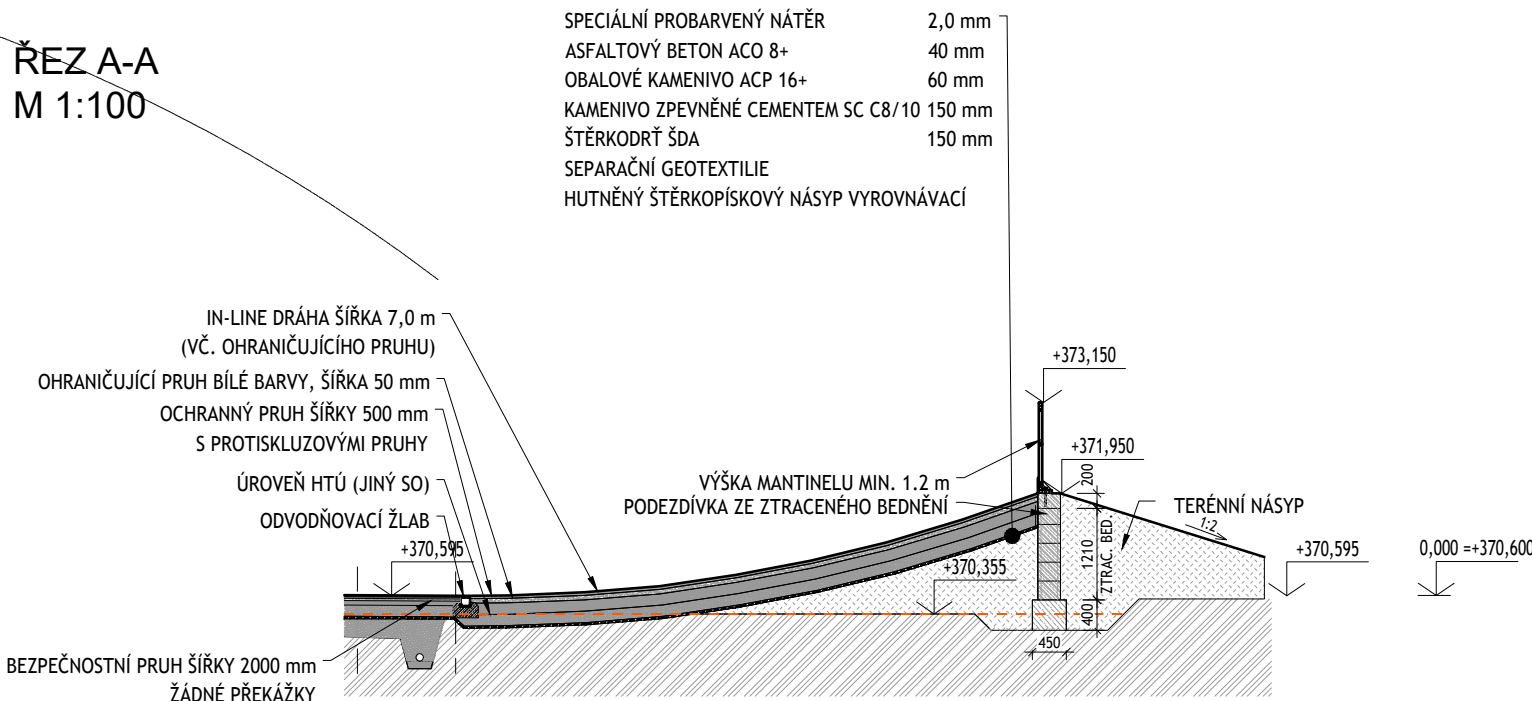 ŘEZ A-A
M 1:100
SPECIÁLNÍ PROBARVENÝ NÁTĚR 2,0 mm
ASFALTOVÝ BETON ACO 8+ 40 mm
OBALOVÉ KAMENIVO ACP 16+ 60 mm
KAMENIVO ZPEVNĚNÉ CEMENTEM SC C8/10 150 mm
ŠTĚRKODRŤ ŠDA 150 mm
SEPARAČNÍ GEOTEXTILIE
HUTNĚNÝ ŠTĚRKOPÍSKOVÝ NÁSYP VYROVNÁVACÍ
IN-LINE DRÁHA ŠÍŘKA 7,0 m
(VČ. OHRANIČUJÍCÍHO PRUHU)
OHRANIČUJÍCÍ PRUH BÍLÉ BARVY, ŠÍŘKA 50 mm
OCHRANNÝ PRUH ŠÍŘKY 500 mm
S PROTISKLUZOVÝMI PRUHY
ÚROVEŇ HTÚ (JINÝ SO)
ODVODŇOVACÍ ŽLAB
+370,595
BEZPEČNOSTNÍ PRUH ŠÍŘKY 2000 mm
ŽÁDNÉ PŘEKÁŽKY
+373,150
+371,950
VÝŠKA MANTINELU MIN. 1.2 m
PODEZDÍVKA ZE ZTRACENÉHO BEDNĚNÍ
200
1210
ZTRAC. BED.
400
450
+370,355
TERÉNNÍ NÁSYP
1:2
+370,595
0,000 =+370,600